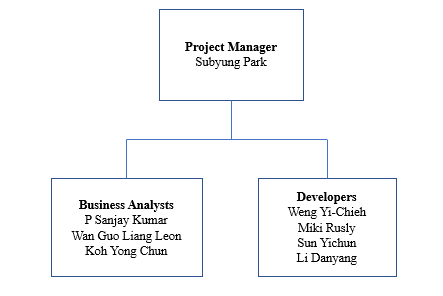 Project Manager
Subyung Park
Business Analysts
P Sanjay Kumar
Wan Guo Liang Leon
Koh Yong Chun
Developers
Weng Yi-Chieh
Miki Rusly
Sun Yichun
Li Danyang